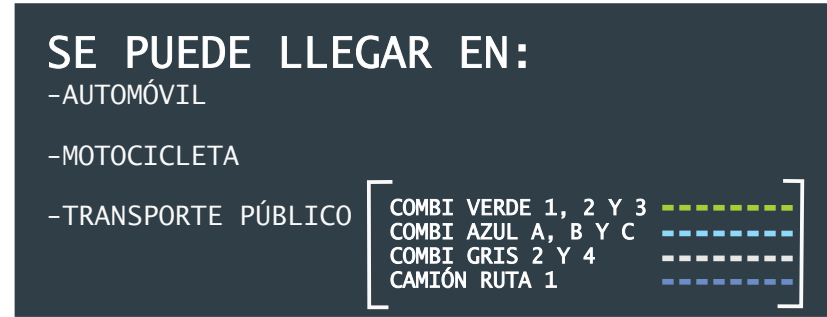 SE PUEDE LLEGAR EN:
-AUTOMÓVIL
-MOTOCICLETA
-TRANSPORTE PÚBLICO
COMBI VERDE 1, 2 Y 3
COMBI AZUL A, B Y C
COMBI GRIS 2 Y 4
CAMIÓN RUTA 1